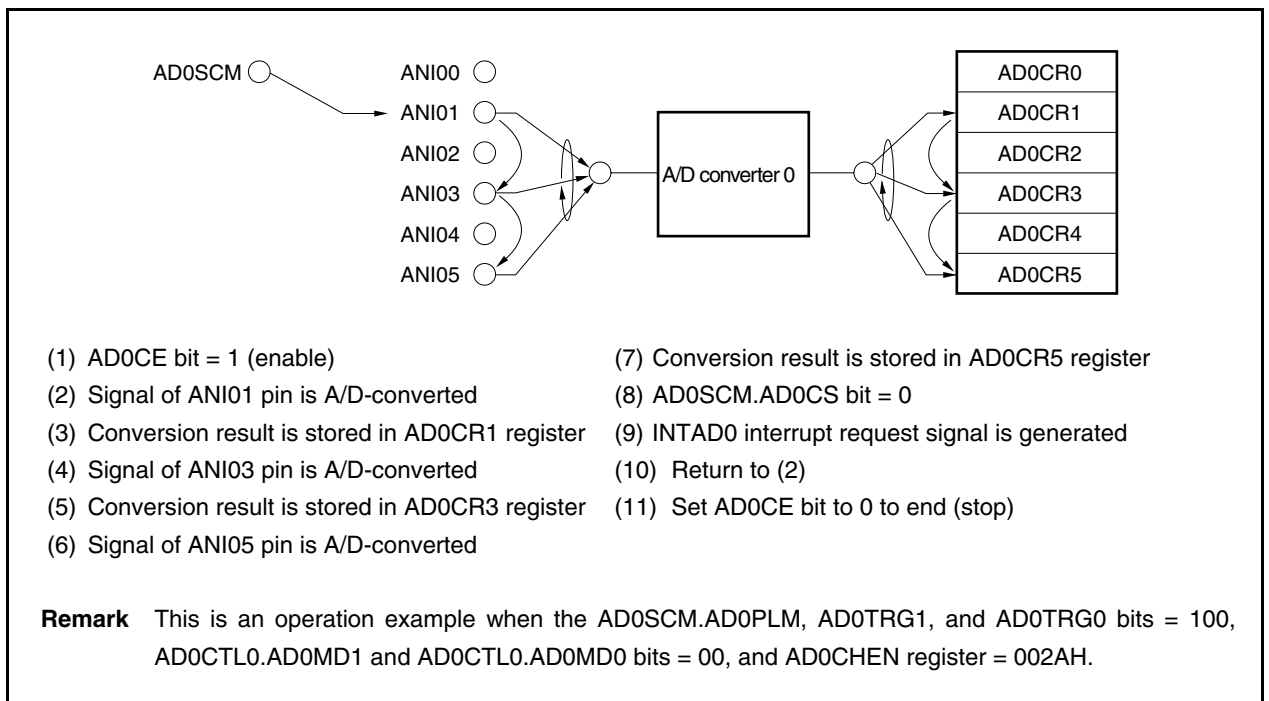 AD0SCM
ANI00
ANI01
ANI02
ANI03
ANI04
ANI05
A/D converter 0
AD0CR0
AD0CR1
AD0CR2
AD0CR3
AD0CR4
AD0CR5
(1) AD0CE bit = 1 (enable)
(2) Signal of ANI01 pin is A/D-converted
(3) Conversion result is stored in AD0CR1 register
(4) Signal of ANI03 pin is A/D-converted
(5) Conversion result is stored in AD0CR3 register
(6) Signal of ANI05 pin is A/D-converted
(7) Conversion result is stored in AD0CR5 register
(8) AD0SCM.AD0CS bit = 0
(9) INTAD0 interrupt request signal is generated
(10) Return to (2)
(11) Set AD0CE bit to 0 to end (stop)
Remark This is an operation example when the AD0SCM.AD0PLM, AD0TRG1, and AD0TRG0 bits = 100,
AD0CTL0.AD0MD1 and AD0CTL0.AD0MD0 bits = 00, and AD0CHEN register = 002AH.